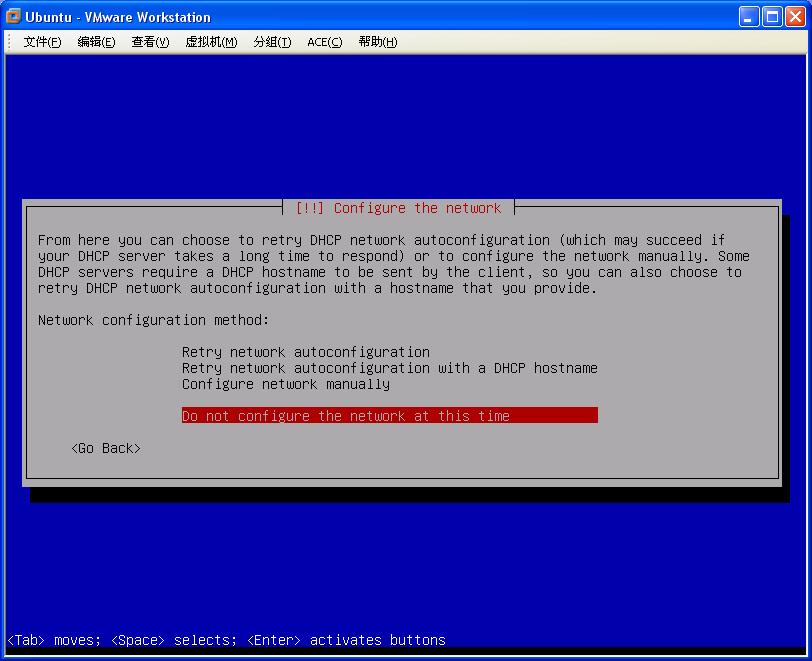 Ubuntu - VMware Workstation
文件(F) 编辑(E) 查看(V) 虚拟机(M) 分组(T) ACE(C) 帮助(H)
[!!] Configure the network
From here you can choose to retry DHCP network autoconfiguration (which may succeed if
your DHCP server takes a long time to respond) or to configure the network manually. Some
DHCP servers require a DHCP hostname to be sent by the client, so you can also choose to
retry DHCP network autoconfiguration with a hostname that you provide.
Network configuration method:
Retry network autoconfiguration
Retry network autoconfiguration with a DHCP hostname
Configure network manually
Do not configure the network at this time
<Go Back>
<Tab> moves; <Space> selects; <Enter> activates buttons